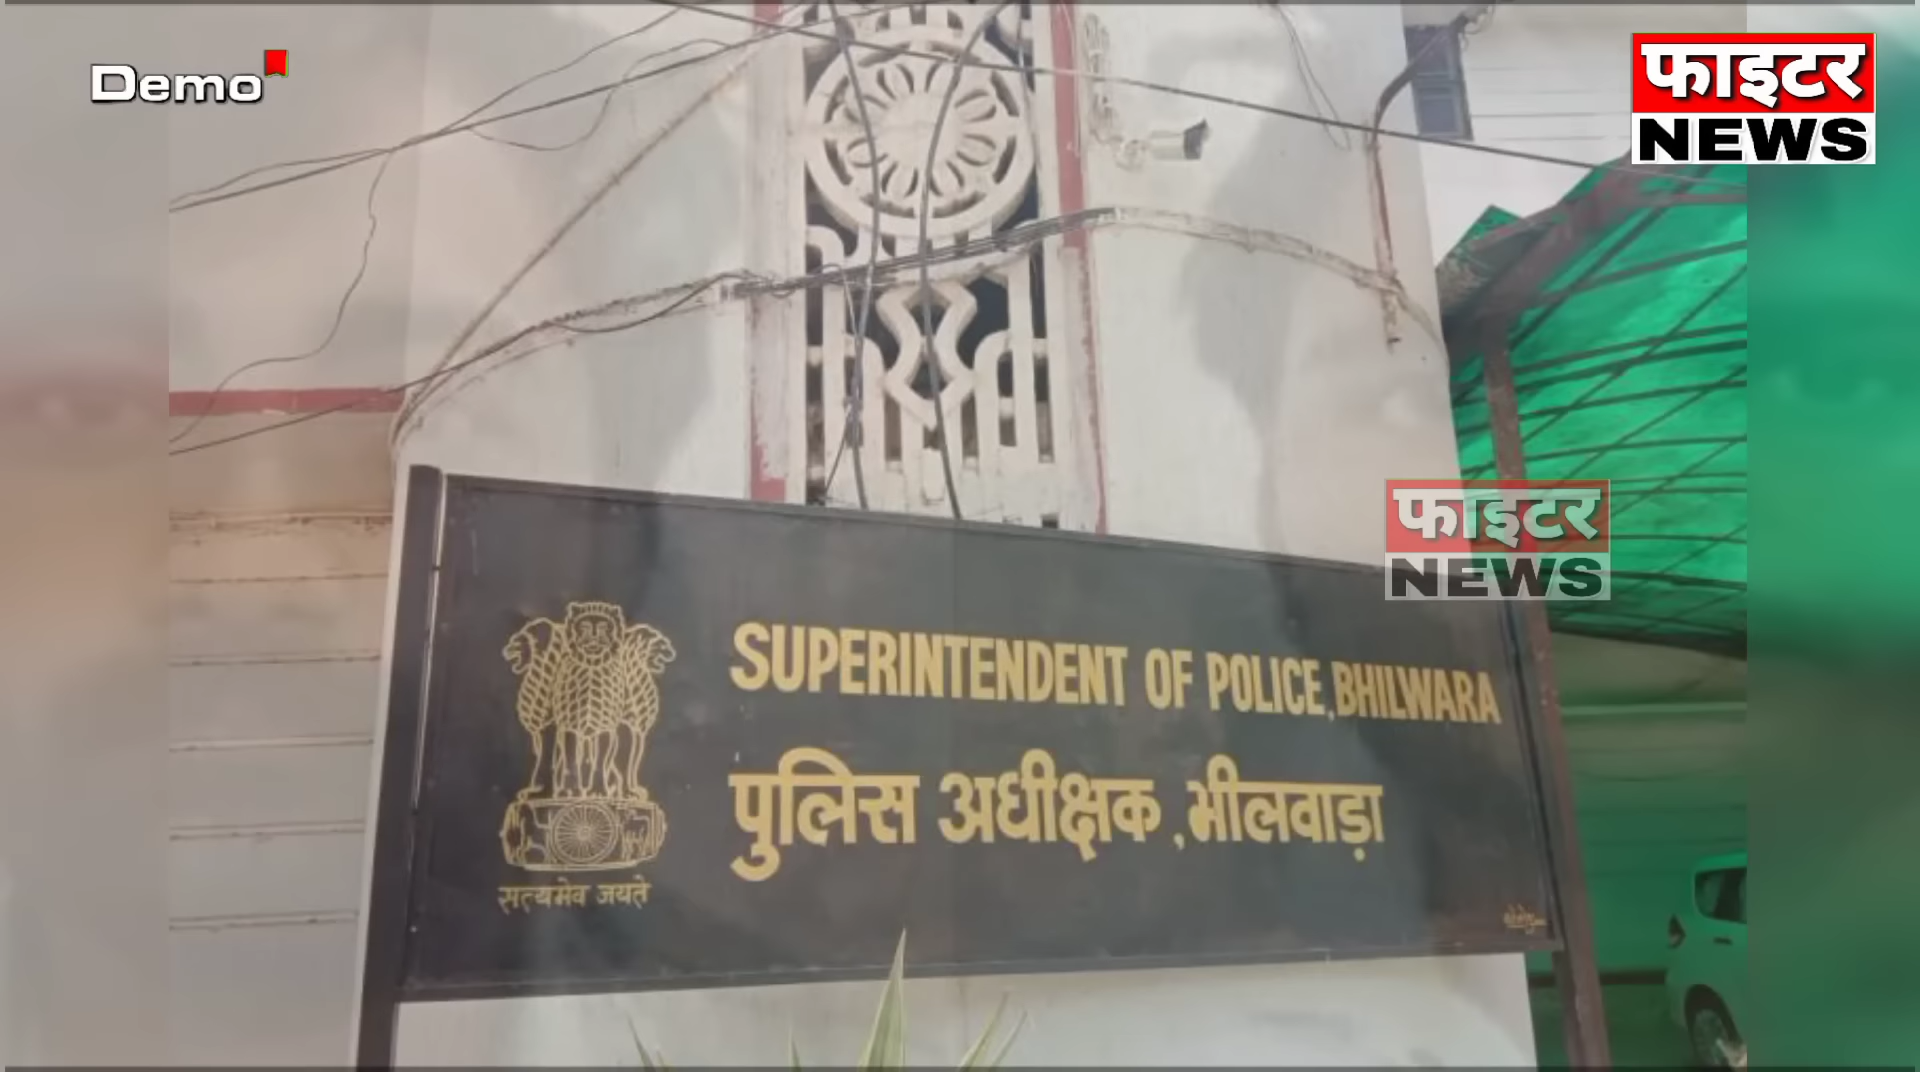 Demo
फाइटर
NEWS
फाइटर
NEWS
SUPERINTENDENT OF POLICE, BHILWARA
पुलिस अधीक्षक, भीलवाड़ा
सत्यमेव जयते